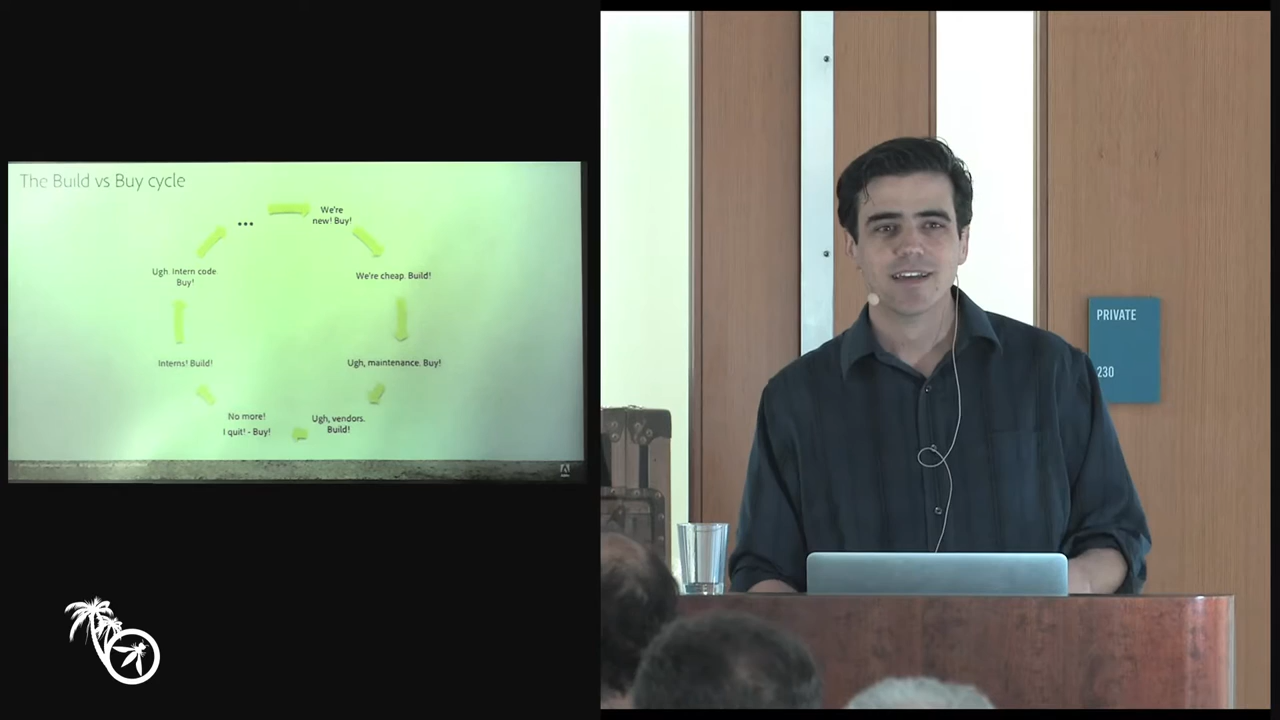 The Build vs Buy cycle
...
We're
new! Buy!
We're cheap. Build!
Ugh, maintenance. Buy!
Ugh, vendors.
Build!
No more!
I quit! - Buy!
Interns! Build!
Ugh. Intern code
Buy!
PRIVATE
230